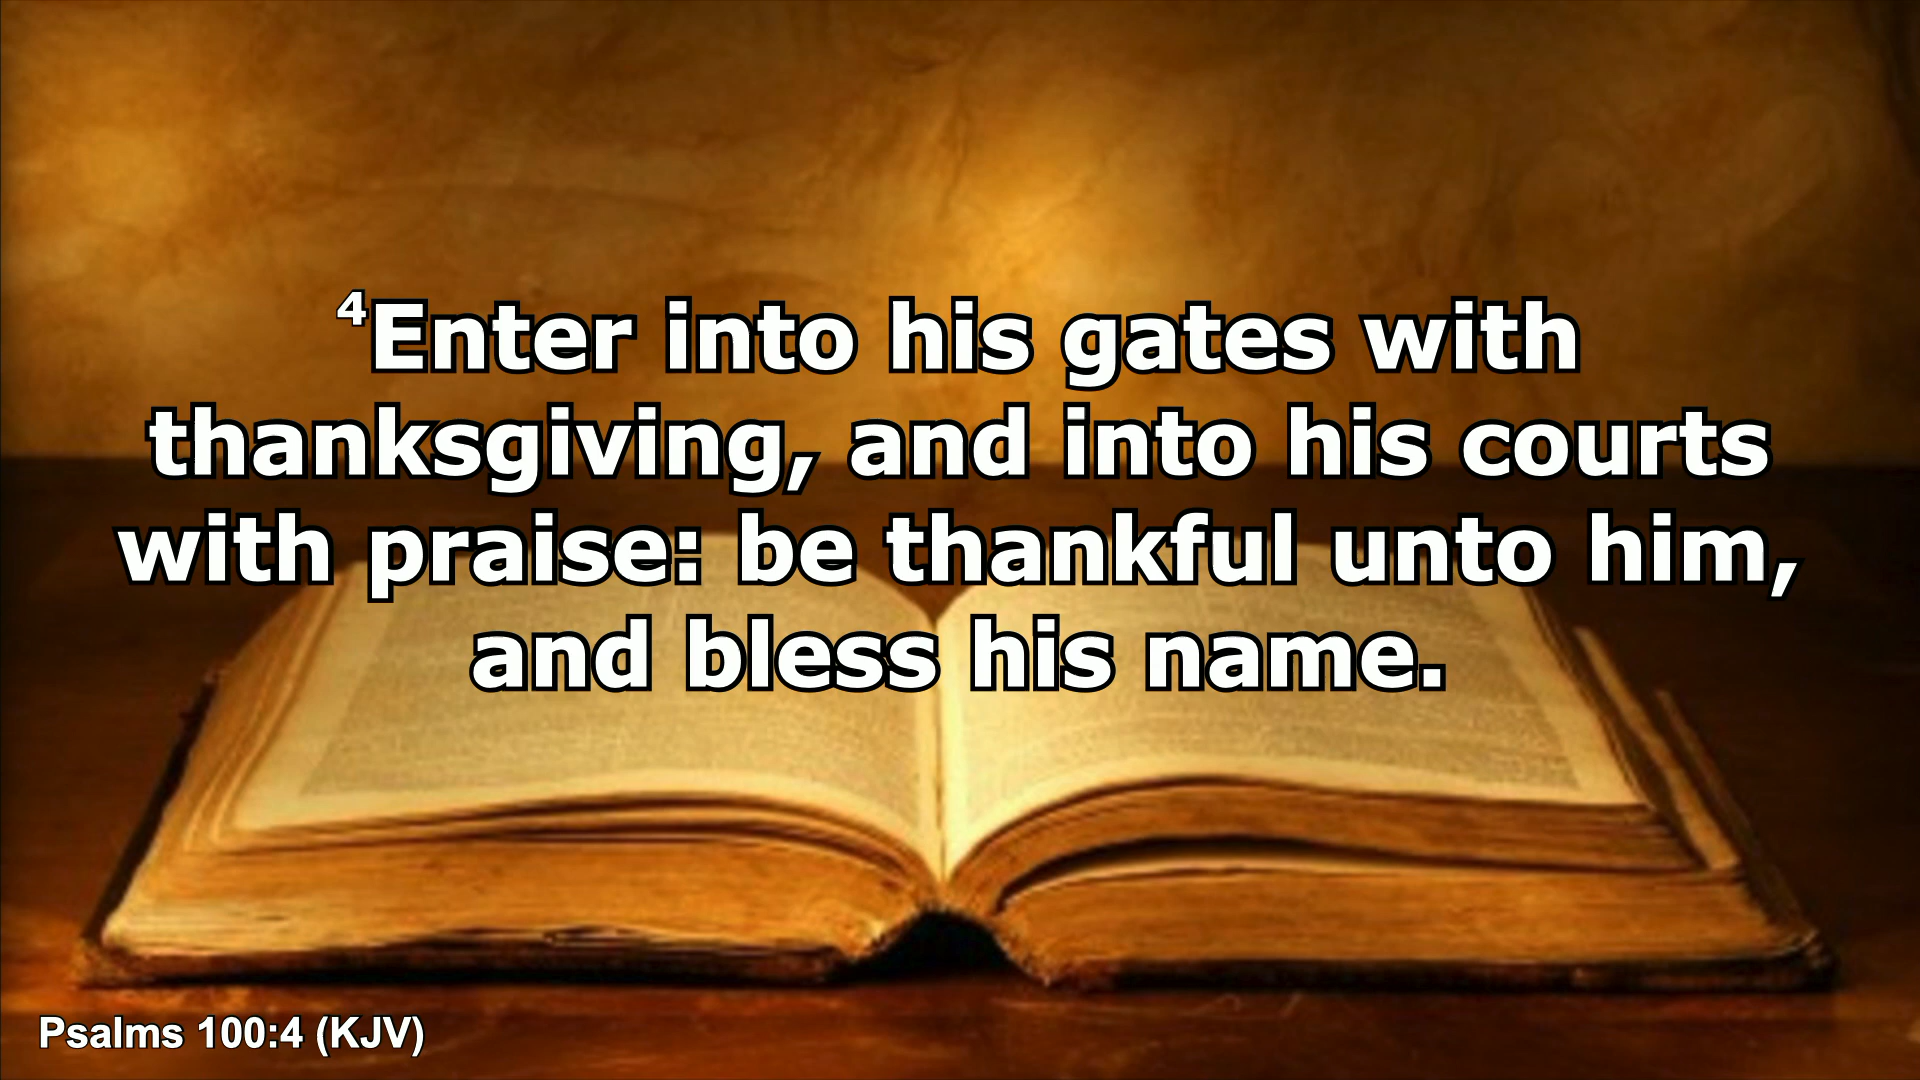 4Enter into his gates with
thanksgiving, and into his courts
with praise: be thankful unto him,
and bless his name.
Psalms 100:4 (KJV)